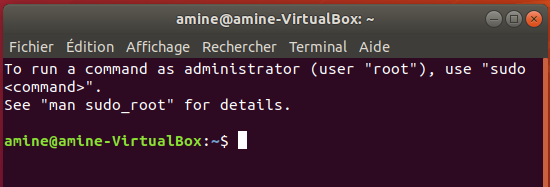 amine@amine-VirtualBox: ~
Fichier Édition Affichage Rechercher Terminal Aide
To run a command as administrator (user "root"), use "sudo
<command>".
See "man sudo_root" for details.
amine@amine-VirtualBox:~$